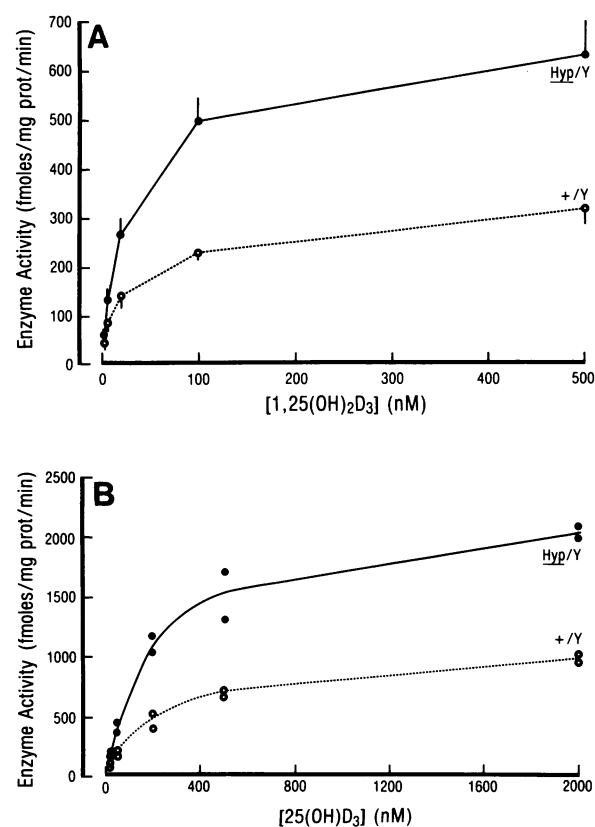 A
700
600
500
400
300
200
100
0
Enzyme Activity (fmoles/mg prot/min)
Hyp/Y
+/Y
0 100 200 300 400 500
[1,25(OH)₂D₃] (nM)
B
2500
2000
1500
1000
500
0
Enzyme Activity (fmoles/mg prot/min)
Hyp/Y
+/Y
0 400 800 1200 1600 2000
[25(OH)D₃] (nM)